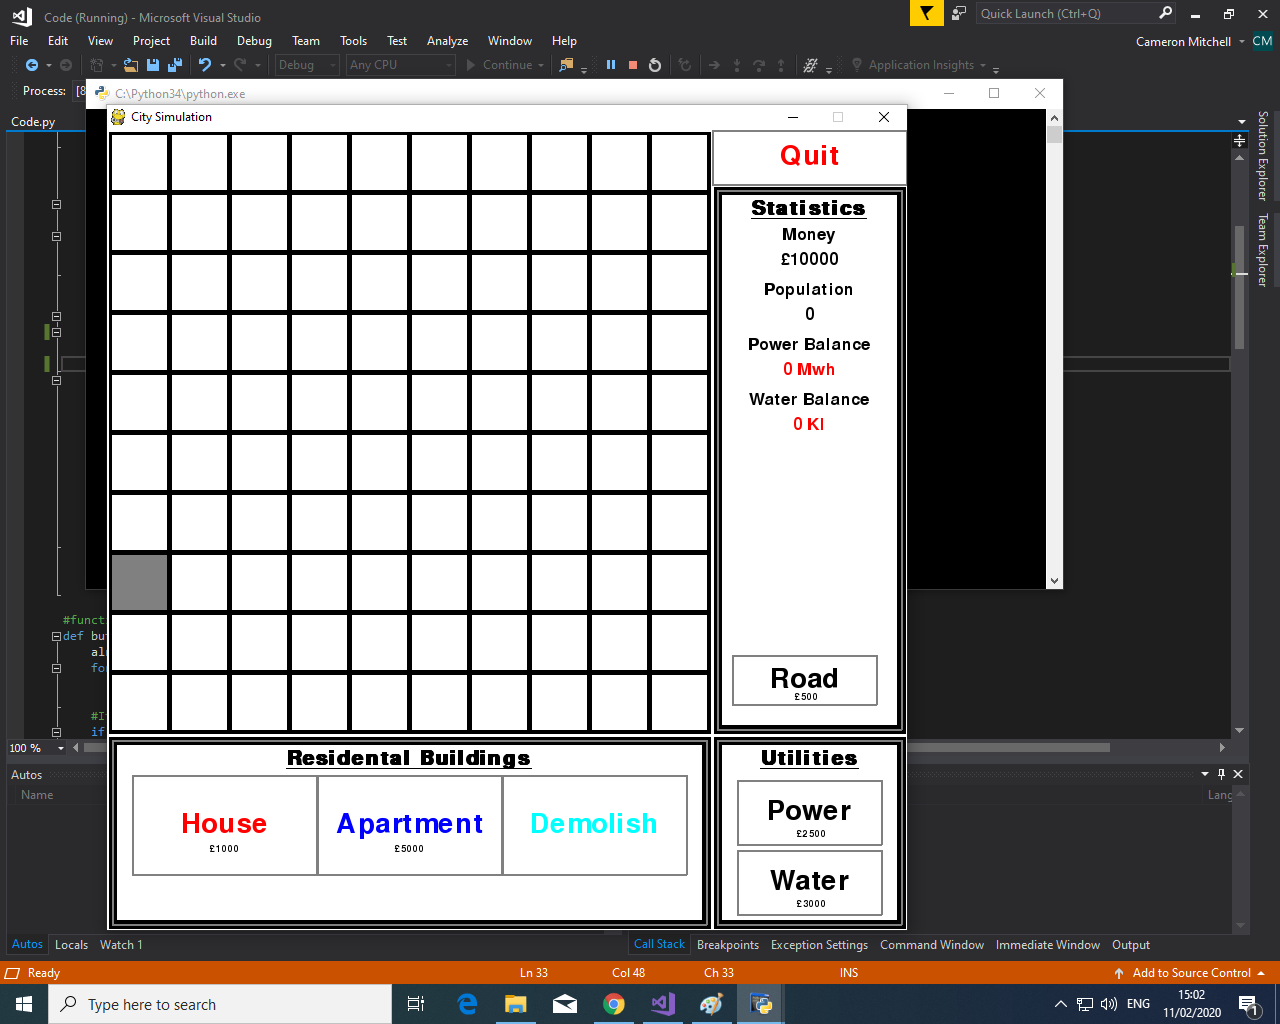 Code (Running) - Microsoft Visual Studio
Quick Launch (Ctrl+Q)
File Edit View Project Build Debug Team Tools Test Analyze Window Help
Cameron Mitchell CM
Debug Any CPU Continue Application Insights
Process: [8
C:\Python34\python.exe
Code.py
City Simulation
Solution Explorer
Team Explorer
Quit
Statistics
Money
£10000
Population
0
Power Balance
0 Mwh
Water Balance
0 Kl
Road
£500
#funct
def bu
al
fo
#I
if
100 %
Residental Buildings
House
£1000
Apartment
£5000
Demolish
Utilities
Power
£2500
Water
£3000
Autos
Name
Lang
Autos Locals Watch 1
Call Stack Breakpoints Exception Settings Command Window Immediate Window Output
Ready Ln 33 Col 48 Ch 33 INS Add to Source Control
Type here to search
ENG
15:02
11/02/2020
1